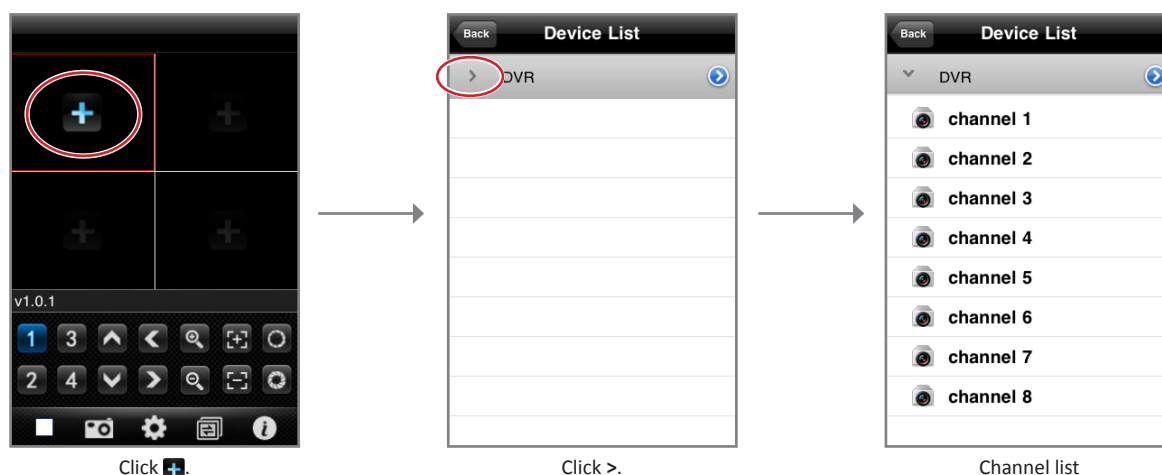 v1.0.1
1 3
2 4
Click +.
Back Device List
> DVR
Click >.
Back Device List
DVR
channel 1
channel 2
channel 3
channel 4
channel 5
channel 6
channel 7
channel 8
Channel list